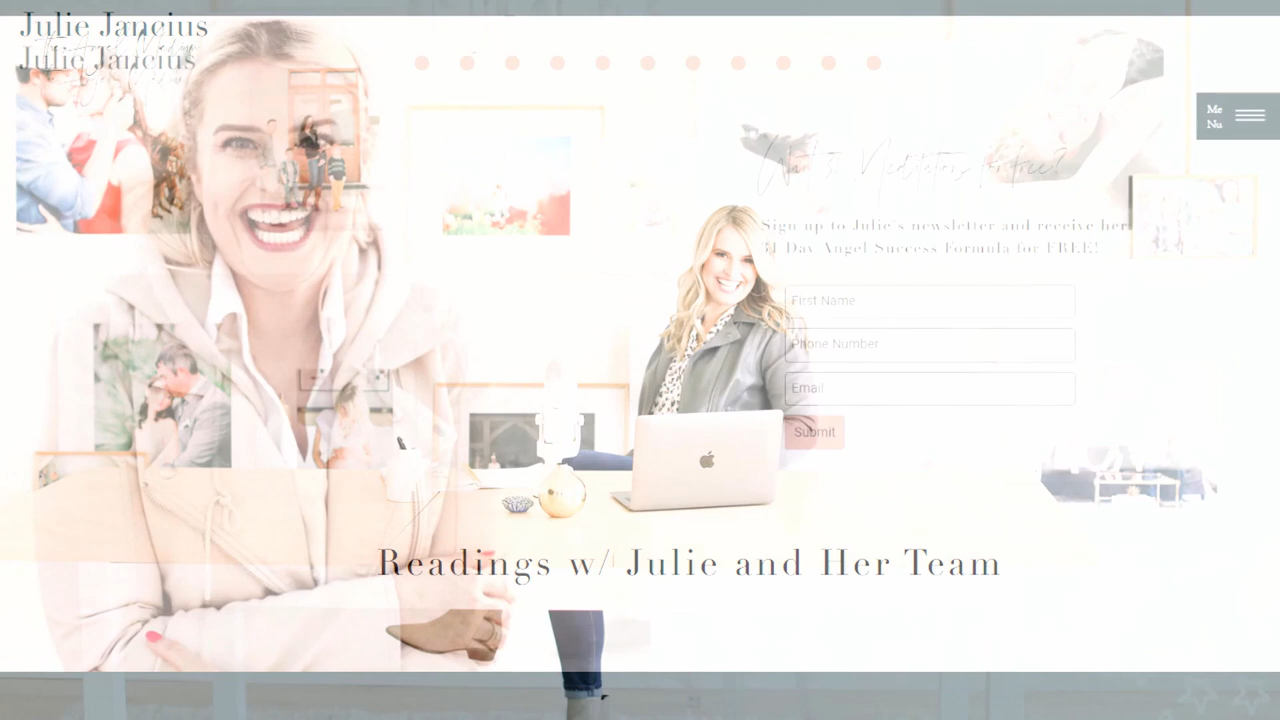 Julie Jancius
Julie Jancius
Me
Nu
Sign up to Julie's newsletter and receive her
31 Day Angel Success Formula for FREE!
First Name
Phone Number
Email
Submit
Readings w/ Julie and Her Team